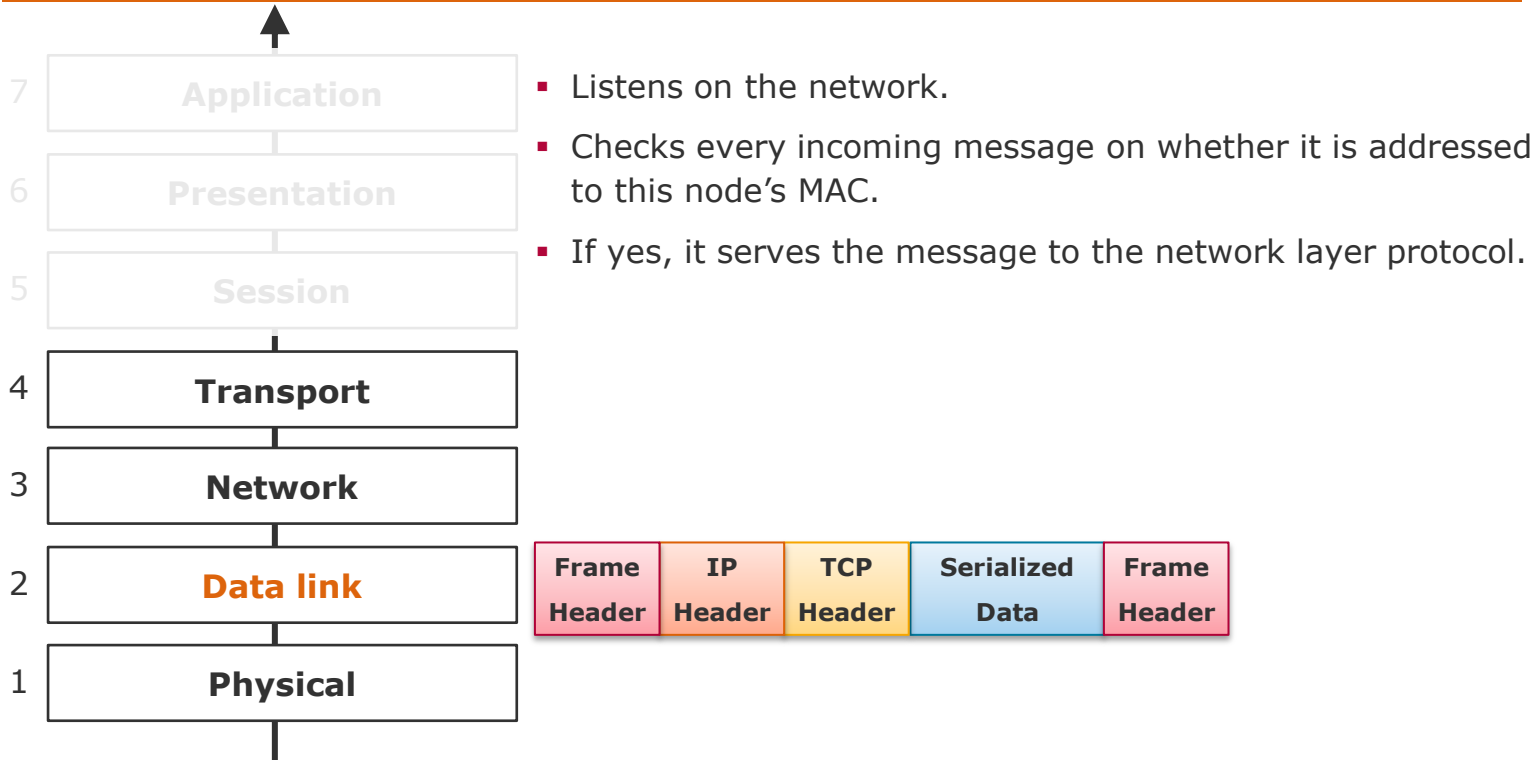 7
Application
▪ Listens on the network.
▪ Checks every incoming message on whether it is addressed
to this node’s MAC.
6
Presentation
▪ If yes, it serves the message to the network layer protocol.
5
Session
4
Transport
3
Network
2
Data link
Frame IP TCP Serialized Frame
Header Header Header Data Header
1
Physical